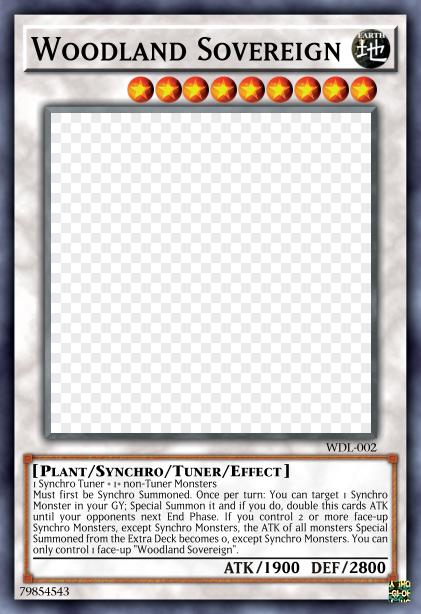 WOODLAND SOVEREIGN
EARTH
地
WDL-002
[PLANT/SYNCHRO/TUNER/EFFECT]
1 Synchro Tuner + 1+ non-Tuner Monsters
Must first be Synchro Summoned. Once per turn: You can target 1 Synchro
Monster in your GY; Special Summon it and if you do, double this cards ATK
until your opponents next End Phase. If you control 2 or more face-up
Synchro Monsters, except Synchro Monsters, the ATK of all monsters Special
Summoned from the Extra Deck becomes 0, except Synchro Monsters. You can
only control 1 face-up "Woodland Sovereign".
ATK/1900 DEF/2800
79854543